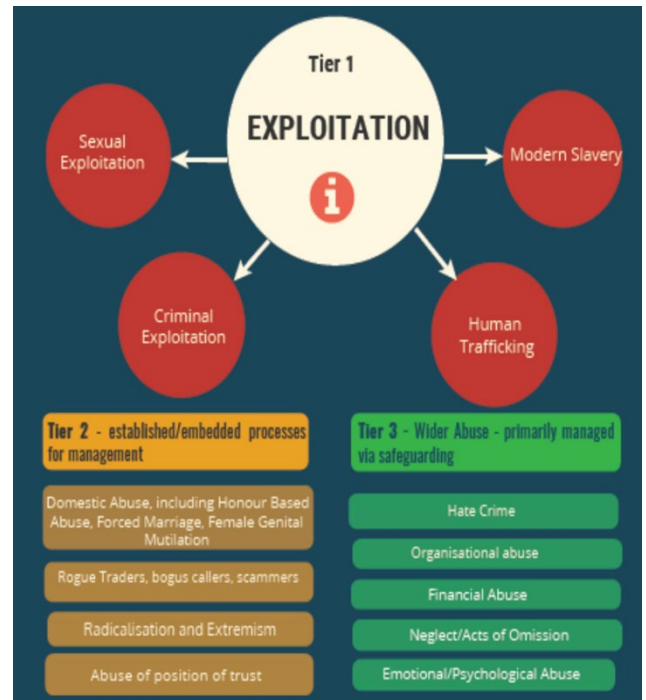 Tier 1
EXPLOITATION
i
Sexual
Exploitation
Modern Slavery
Criminal
Exploitation
Human
Trafficking
Tier 2 - established/embedded processes
for management
Domestic Abuse, including Honour Based
Abuse, Forced Marriage, Female Genital
Mutilation
Rogue Traders, bogus callers, scammers
Radicalisation and Extremism
Abuse of position of trust
Tier 3 - Wider Abuse - primarily managed
via safeguarding
Hate Crime
Organisational abuse
Financial Abuse
Neglect/Acts of Omission
Emotional/Psychological Abuse